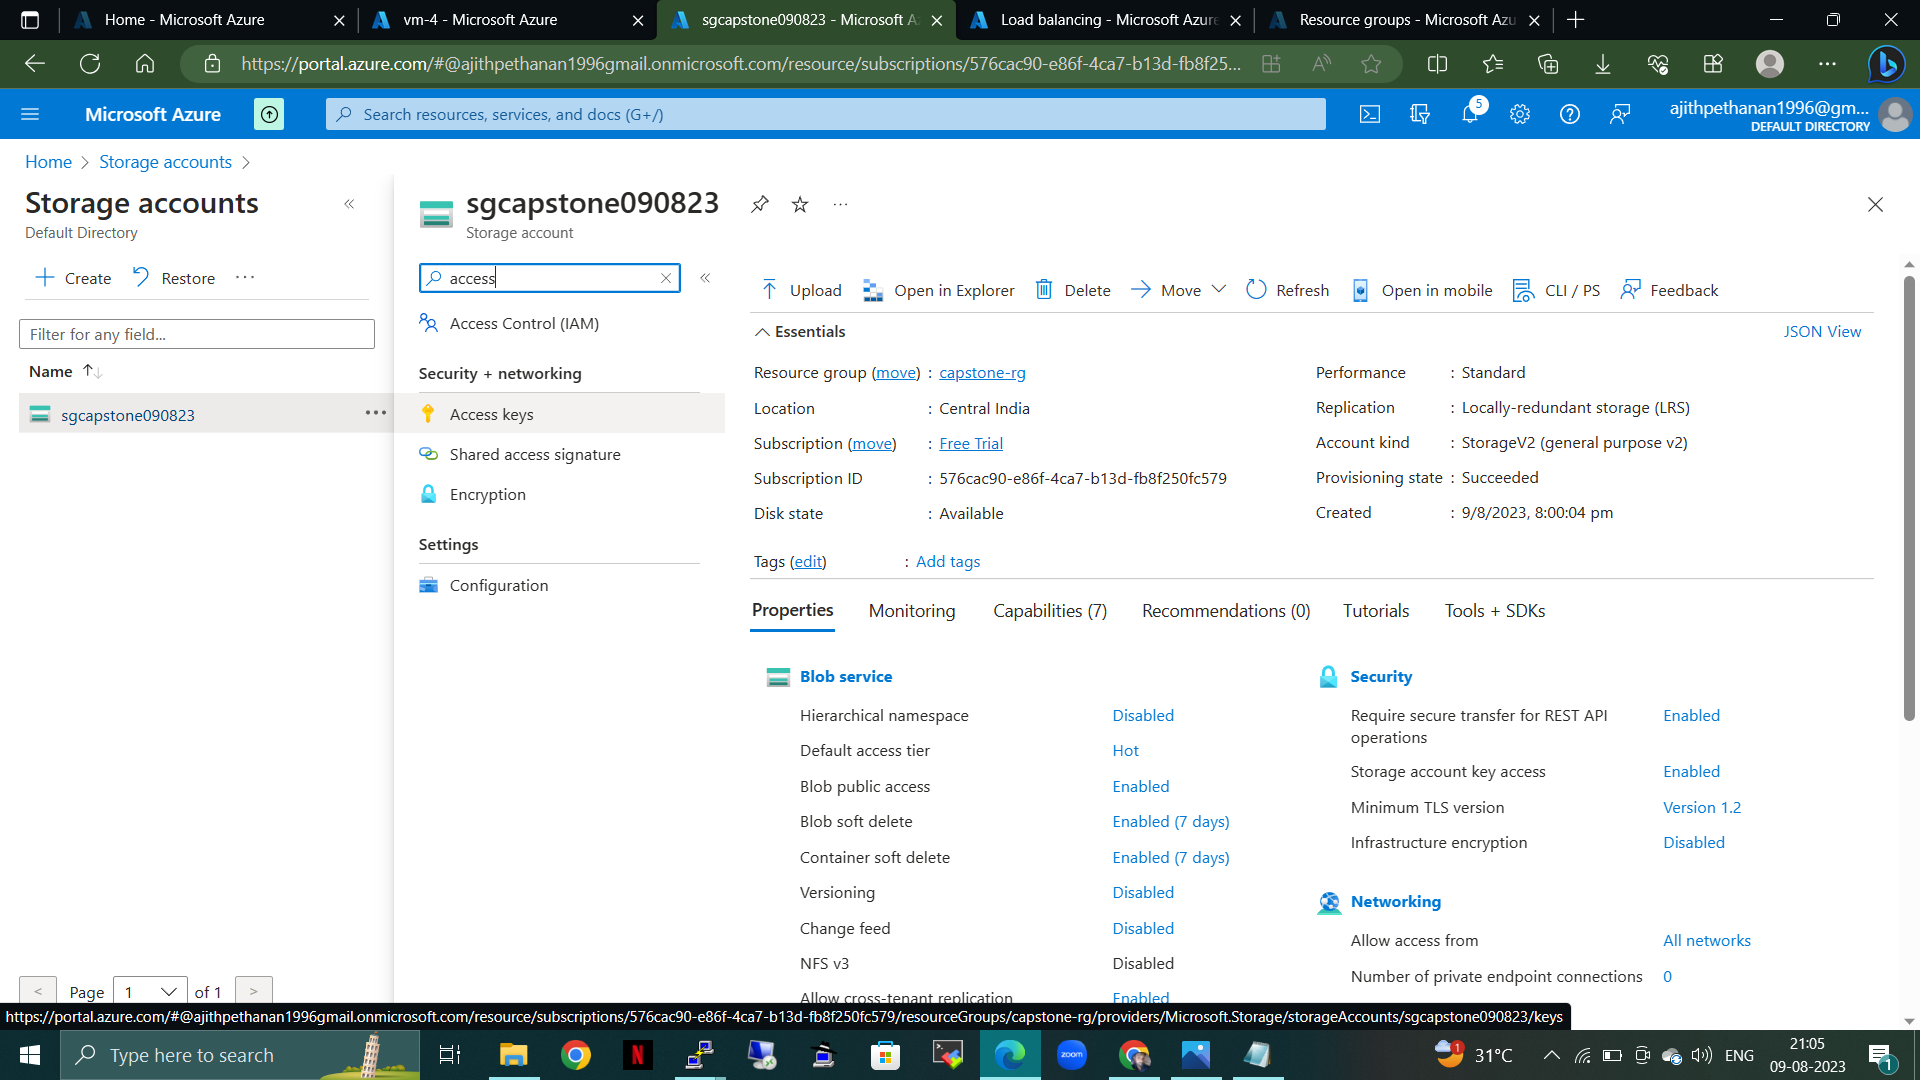 Home - Microsoft Azure
vm-4 - Microsoft Azure
sgcapstone090823 - Microsoft A
Load balancing - Microsoft Azure
Resource groups - Microsoft Azu
https://portal.azure.com/#@ajithpethanan1996gmail.onmicrosoft.com/resource/subscriptions/576cac90-e86f-4ca7-b13d-fb8f25...
Microsoft Azure
Search resources, services, and docs (G+/)
5
ajithpethanan1996@gm...
DEFAULT DIRECTORY
Home > Storage accounts >
Storage accounts
Default Directory
Create
Restore
...
Filter for any field...
Name
sgcapstone090823
...
< Page 1 of 1 >
sgcapstone090823
...
Storage account
access
Access Control (IAM)
Security + networking
Access keys
Shared access signature
Encryption
Settings
Configuration
Upload
Open in Explorer
Delete
Move
Refresh
Open in mobile
CLI / PS
Feedback
Essentials
JSON View
Resource group (move) : capstone-rg
Location : Central India
Subscription (move) : Free Trial
Subscription ID : 576cac90-e86f-4ca7-b13d-fb8f250fc579
Disk state : Available
Performance : Standard
Replication : Locally-redundant storage (LRS)
Account kind : StorageV2 (general purpose v2)
Provisioning state : Succeeded
Created : 9/8/2023, 8:00:04 pm
Tags (edit) : Add tags
Properties
Monitoring
Capabilities (7)
Recommendations (0)
Tutorials
Tools + SDKs
Blob service
Hierarchical namespace Disabled
Default access tier Hot
Blob public access Enabled
Blob soft delete Enabled (7 days)
Container soft delete Enabled (7 days)
Versioning Disabled
Change feed Disabled
NFS v3 Disabled
Allow cross-tenant replication Enabled
Security
Require secure transfer for REST API Enabled
operations
Storage account key access Enabled
Minimum TLS version Version 1.2
Infrastructure encryption Disabled
Networking
Allow access from All networks
Number of private endpoint connections 0
https://portal.azure.com/#@ajithpethanan1996gmail.onmicrosoft.com/resource/subscriptions/576cac90-e86f-4ca7-b13d-fb8f250fc579/resourceGroups/capstone-rg/providers/Microsoft.Storage/storageAccounts/sgcapstone090823/keys
Type here to search
N
zoom
1
31°C
ENG
21:05
09-08-2023
1